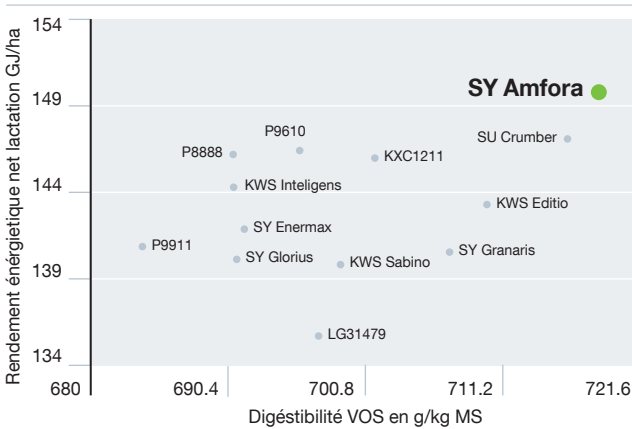 Rendement énérgietique net lactation GJ/ha
154
149
144
139
134
SY Amfora
P9610
SU Crumber
P8888
KXC1211
KWS Inteligens
KWS Editio
SY Enermax
P9911
SY Glorius
KWS Sabino
SY Granaris
LG31479
680
690.4
700.8
711.2
721.6
Digéstibilité VOS en g/kg MS